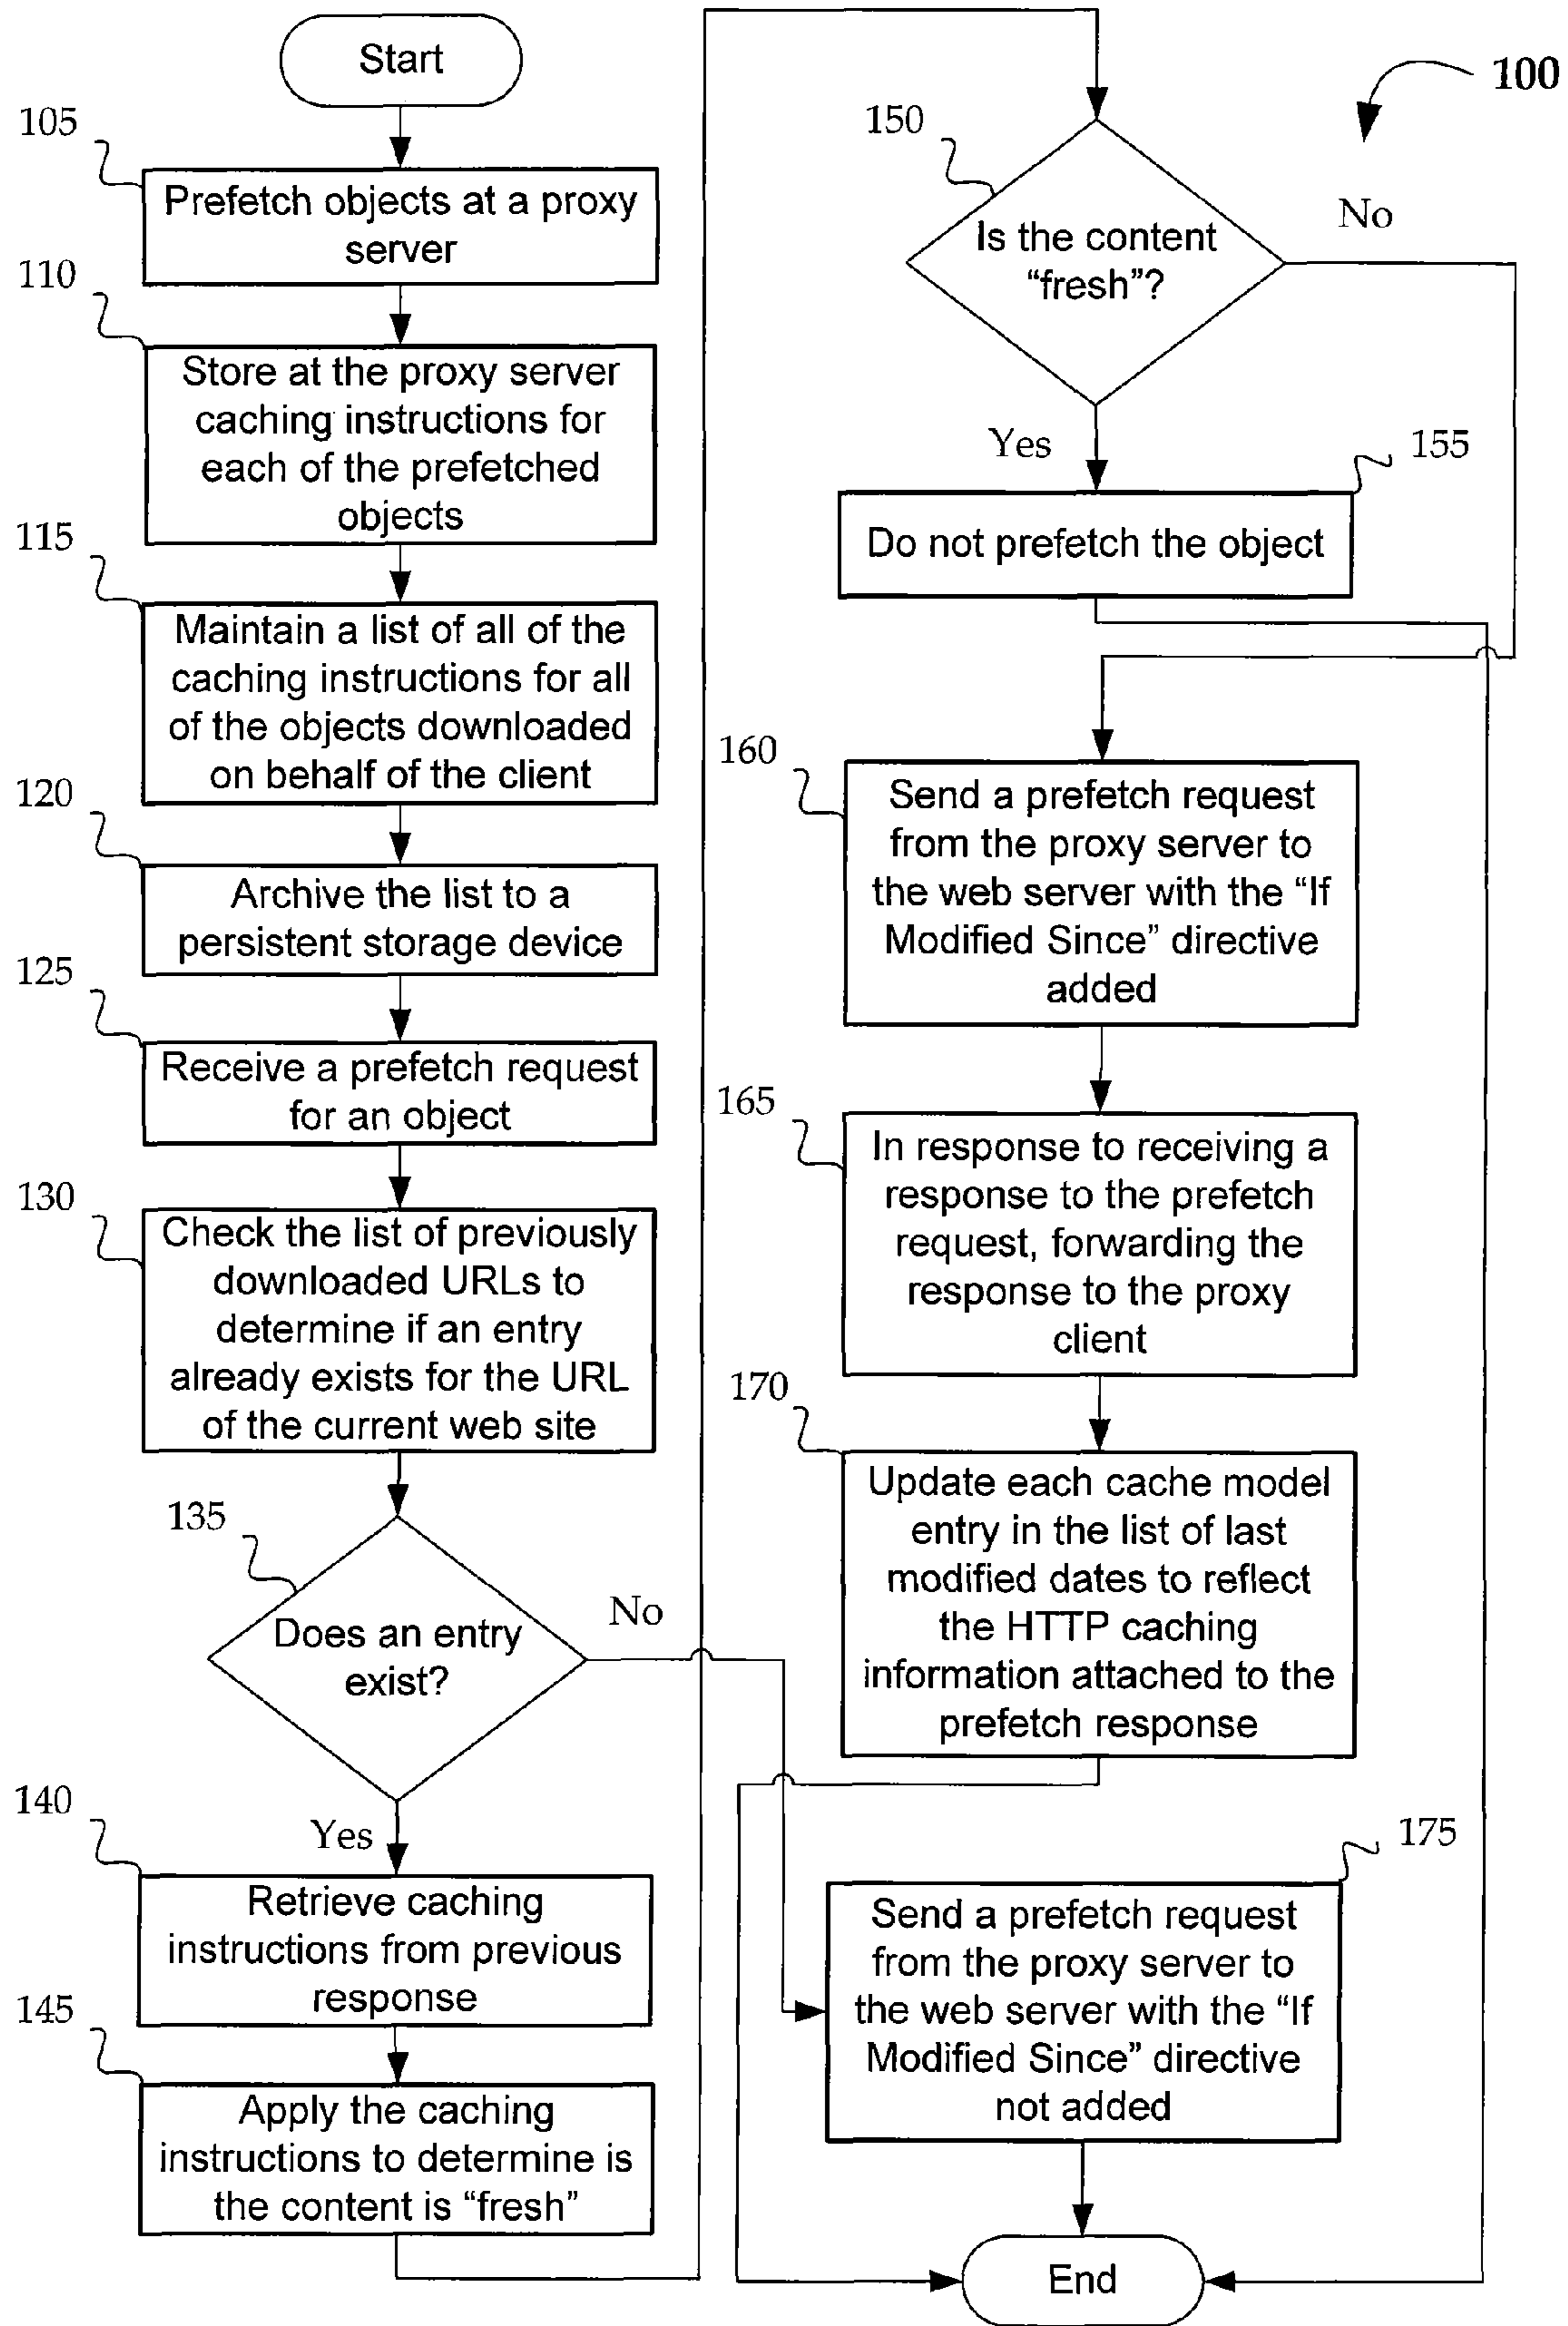 Start
105
Prefetch objects at a proxy
server
110
Store at the proxy server
caching instructions for
each of the prefetched
objects
115
Maintain a list of all of the
caching instructions for all
of the objects downloaded
on behalf of the client
120
Archive the list to a
persistent storage device
125
Receive a prefetch request
for an object
130
Check the list of previously
downloaded URLs to
determine if an entry
already exists for the URL
of the current web site
135
Does an entry
exist?
No
Yes
140
Retrieve caching
instructions from previous
response
145
Apply the caching
instructions to determine is
the content is “fresh”
100
150
Is the content
“fresh”?
No
Yes
155
Do not prefetch the object
160
Send a prefetch request
from the proxy server to
the web server with the “If
Modified Since” directive
added
165
In response to receiving a
response to the prefetch
request, forwarding the
response to the proxy
client
170
Update each cache model
entry in the list of last
modified dates to reflect
the HTTP caching
information attached to the
prefetch response
175
Send a prefetch request
from the proxy server to
the web server with the “If
Modified Since” directive
not added
End